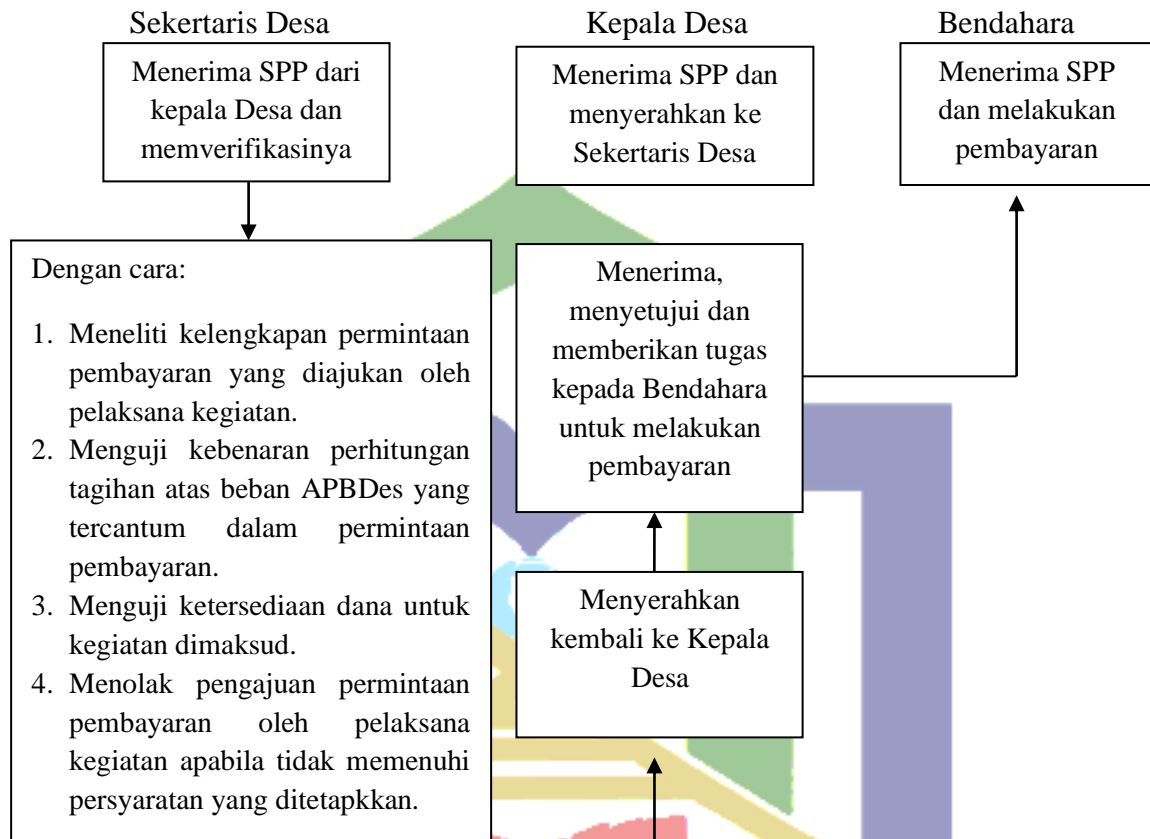 Sekertaris Desa
Kepala Desa
Bendahara
Menerima SPP dari
kepala Desa dan
memverifikasinya
Menerima SPP dan
menyerahkan ke
Sekertaris Desa
Menerima SPP
dan melakukan
pembayaran
Dengan cara:
1. Meneliti kelengkapan permintaan
pembayaran yang diajukan oleh
pelaksana kegiatan.
2. Menguji kebenaran perhitungan
tagihan atas beban APBDes yang
tercantum dalam permintaan
pembayaran.
3. Menguji ketersediaan dana untuk
kegiatan dimaksud.
4. Menolak pengajuan permintaan
pembayaran oleh pelaksana
kegiatan apabila tidak memenuhi
persyaratan yang ditetapkkan.
Menerima,
menyetujui dan
memberikan tugas
kepada Bendahara
untuk melakukan
pembayaran
Menyerahkan
kembali ke Kepala
Desa